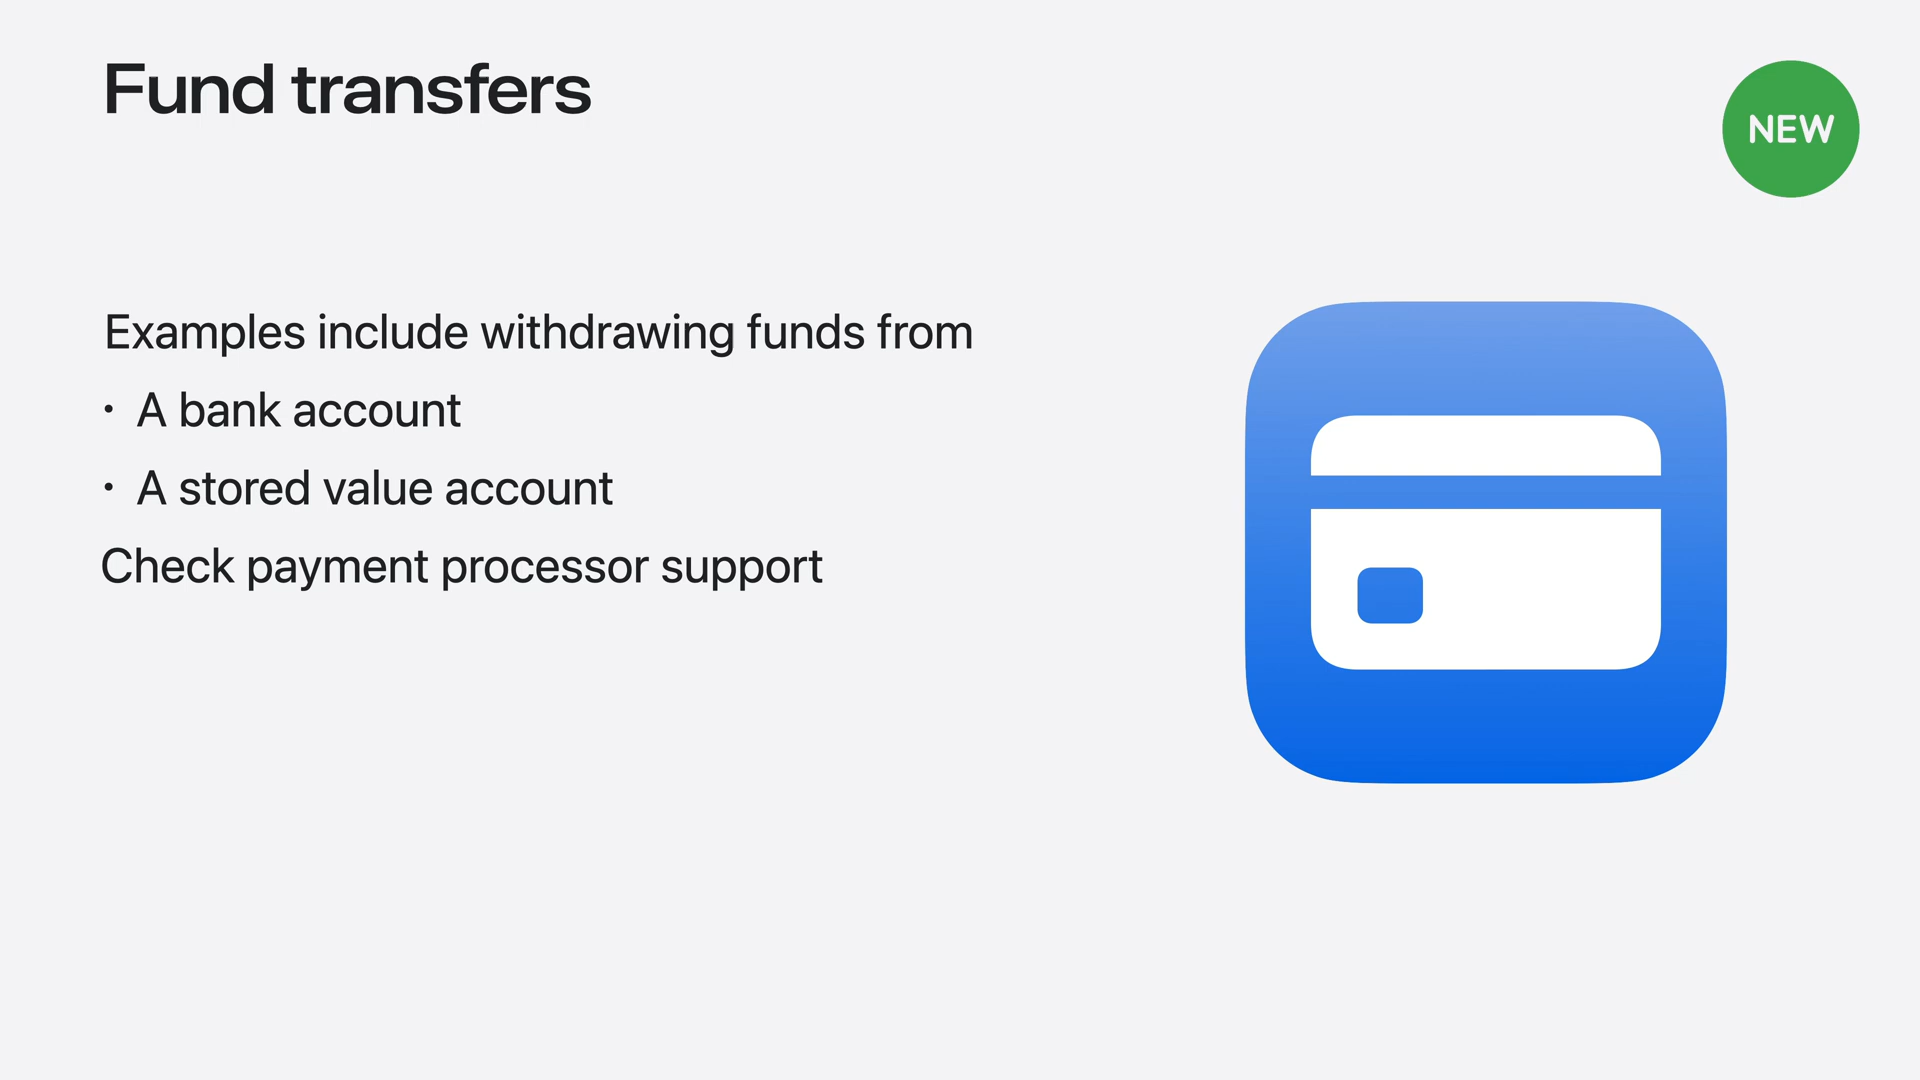 Fund transfers
NEW
Examples include withdrawing funds from
• A bank account
• A stored value account
Check payment processor support